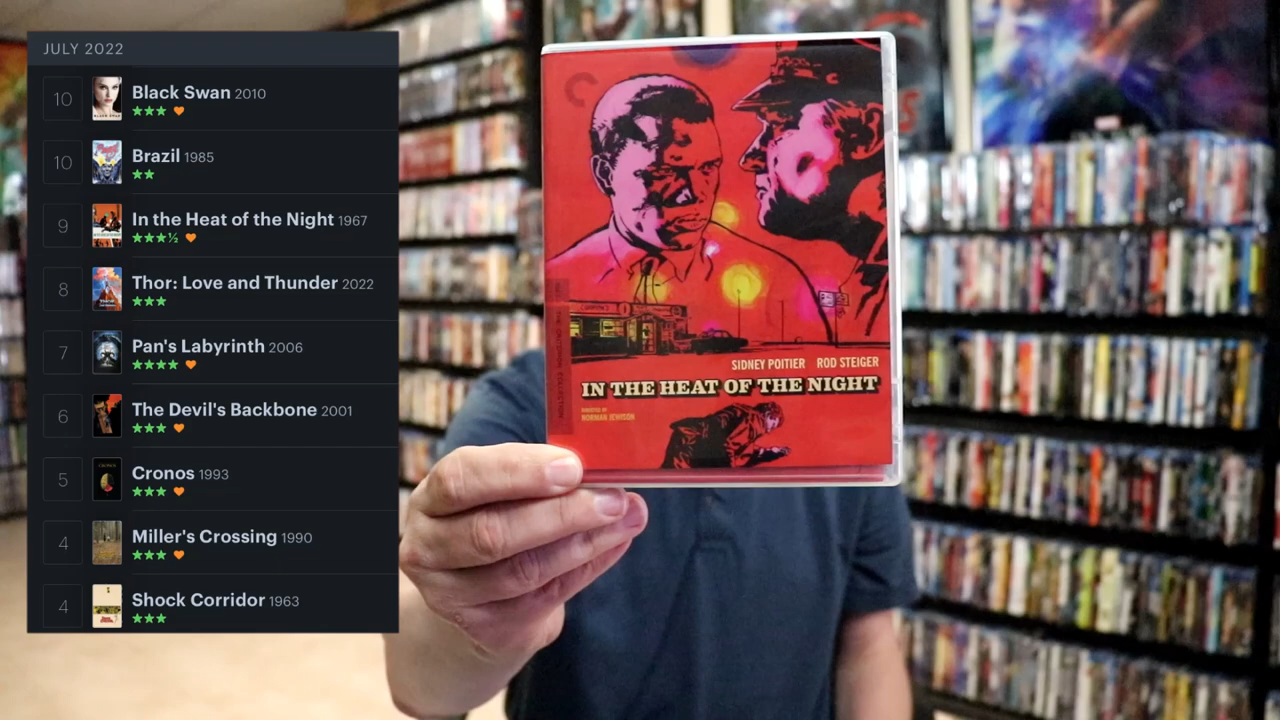 JULY 2022
10
Black Swan 2010
10
Brazil 1985
9
In the Heat of the Night 1967
8
Thor: Love and Thunder 2022
7
Pan's Labyrinth 2006
6
The Devil's Backbone 2001
5
Cronos 1993
4
Miller's Crossing 1990
4
Shock Corridor 1963
SIDNEY POITIER ROD STEIGER
IN THE HEAT OF THE NIGHT
DIRECTED BY
NORMAN JEWISON